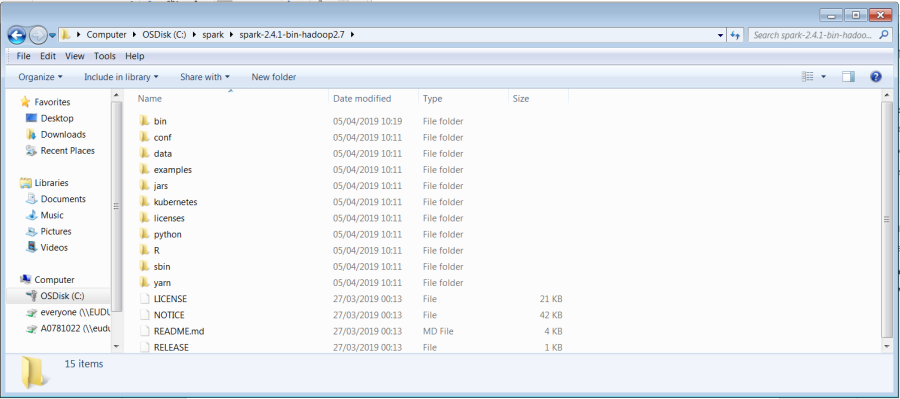 Computer ▸ OSDisk (C:) ▸ spark ▸ spark-2.4.1-bin-hadoop2.7 ▸
Search spark-2.4.1-bin-hadoo...
File Edit View Tools Help
Organize Include in library Share with New folder
Favorites
Desktop
Downloads
Recent Places
Libraries
Documents
Music
Pictures
Videos
Computer
OSDisk (C:)
everyone (\\EUDU
A0781022 (\\eudu
Name Date modified Type Size
bin 05/04/2019 10:19 File folder
conf 05/04/2019 10:11 File folder
data 05/04/2019 10:11 File folder
examples 05/04/2019 10:11 File folder
jars 05/04/2019 10:11 File folder
kubernetes 05/04/2019 10:11 File folder
licenses 05/04/2019 10:11 File folder
python 05/04/2019 10:11 File folder
R 05/04/2019 10:11 File folder
sbin 05/04/2019 10:11 File folder
yarn 05/04/2019 10:11 File folder
LICENSE 27/03/2019 00:13 File 21 KB
NOTICE 27/03/2019 00:13 File 42 KB
README.md 27/03/2019 00:13 MD File 4 KB
RELEASE 27/03/2019 00:13 File 1 KB
15 items